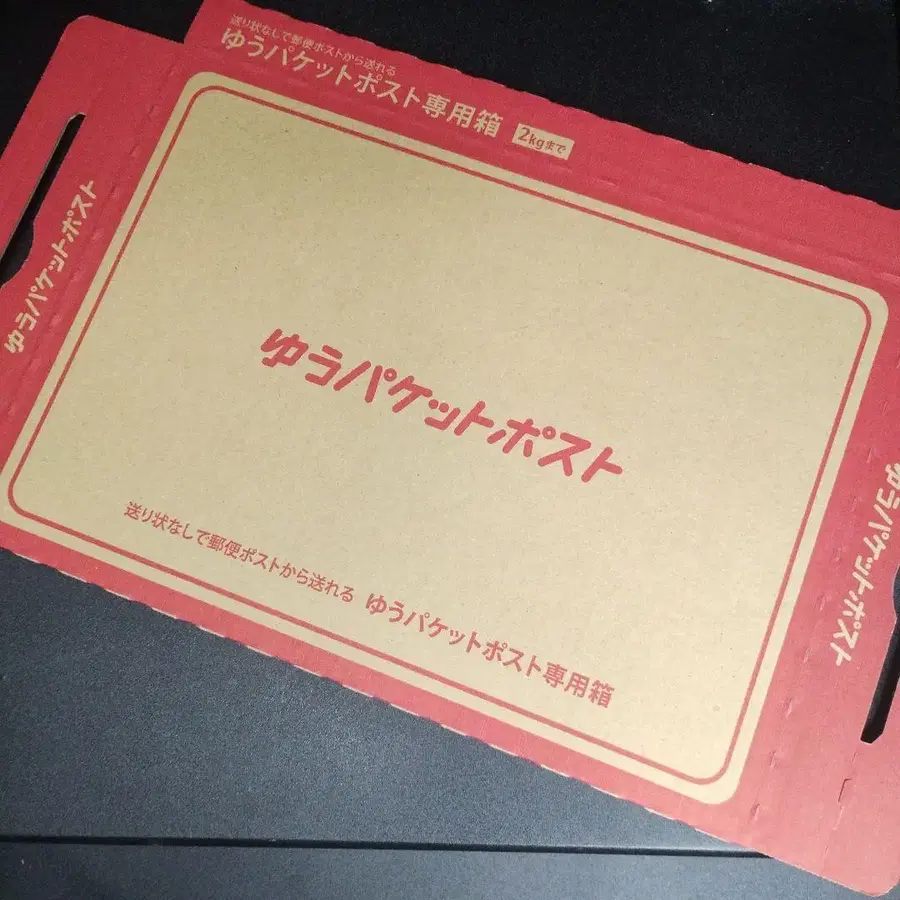 送り状なしで郵便ポストから送れる
ゆうパケットポスト専用箱 2kgまで
ゆうパケットポスト
ゆうパケットポスト
ゆうパケットポスト
送り状なしで郵便ポストから送れる ゆうパケットポスト専用箱